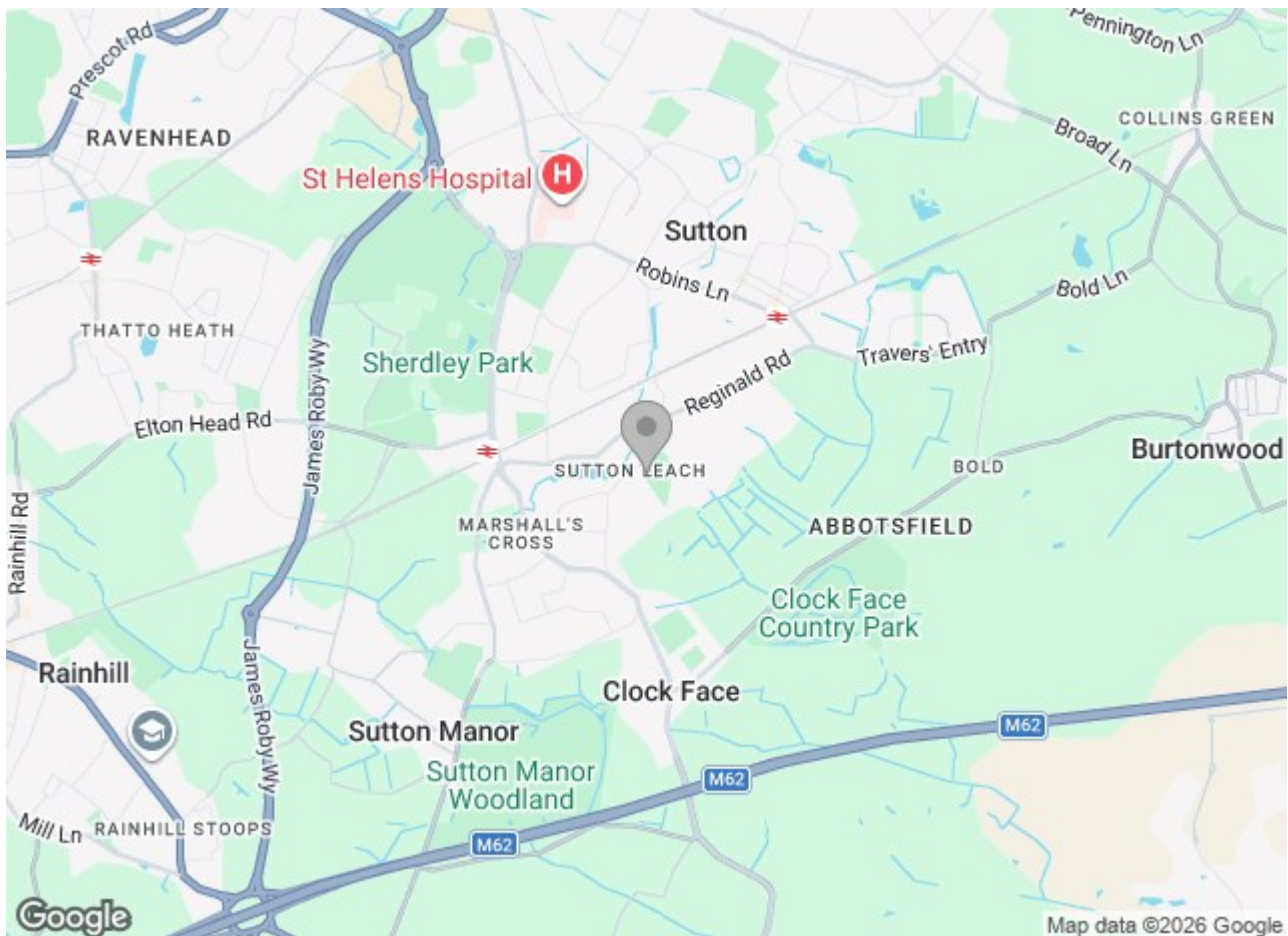 Prescot Rd
Pennington Ln
RAVENHEAD
COLLINS GREEN
Broad Ln
St Helens Hospital
H
Sutton
Robins Ln
Bold Ln
THATTO HEATH
Travers' Entry
Sherdley Park
James Roby Wy
Reginald Rd
Elton Head Rd
Burtonwood
SUTTON LEACH
BOLD
Rainhill Rd
MARSHALL'S
CROSS
ABBOTSFIELD
Clock Face
Country Park
James Roby Wy
Rainhill
Clock Face
Sutton Manor
M62
Sutton Manor
Woodland
M62
Mill Ln
RAINHILL STOOPS
M62
Google
Map data ©2026 Google